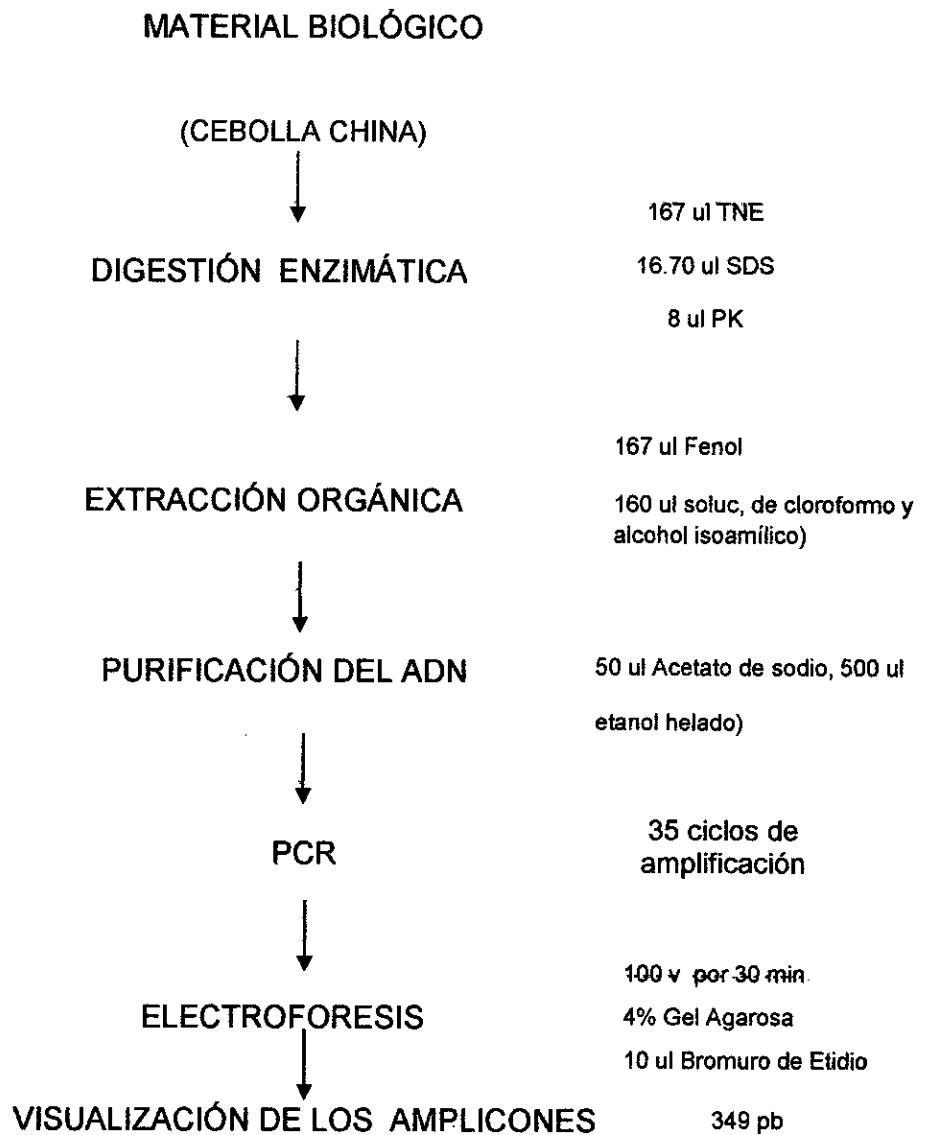 MATERIAL BIOLÓGICO
(CEBOLLA CHINA)
167 ul TNE
DIGESTIÓN ENZIMÁTICA
16.70 ul SDS
8 ul PK
167 ul Fenol
EXTRACCIÓN ORGÁNICA
160 ul soluc, de cloroformo y
alcohol isoamílico)
PURIFICACIÓN DEL ADN
50 ul Acetato de sodio, 500 ul
etanol helado)
PCR
35 ciclos de
amplificación
100 v por 30 min
ELECTROFORESIS
4% Gel Agarosa
10 ul Bromuro de Etidio
VISUALIZACIÓN DE LOS AMPLICONES
349 pb